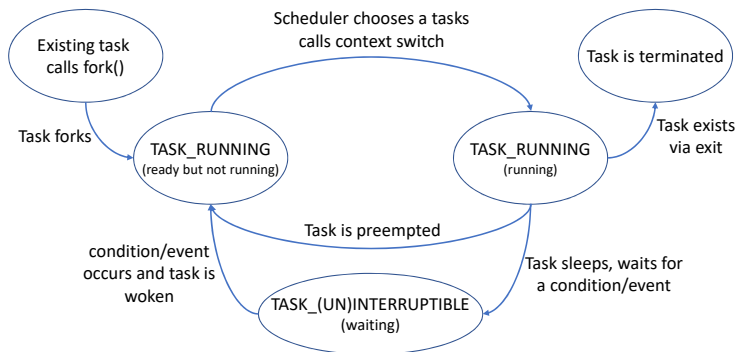 Existing task
calls fork()
Scheduler chooses a tasks
calls context switch
Task is terminated
Task forks
TASK_RUNNING
(ready but not running)
TASK_RUNNING
(running)
Task exists
via exit
Task is preempted
condition/event
occurs and task is
woken
Task sleeps, waits for
a condition/event
TASK_(UN)INTERRUPTIBLE
(waiting)